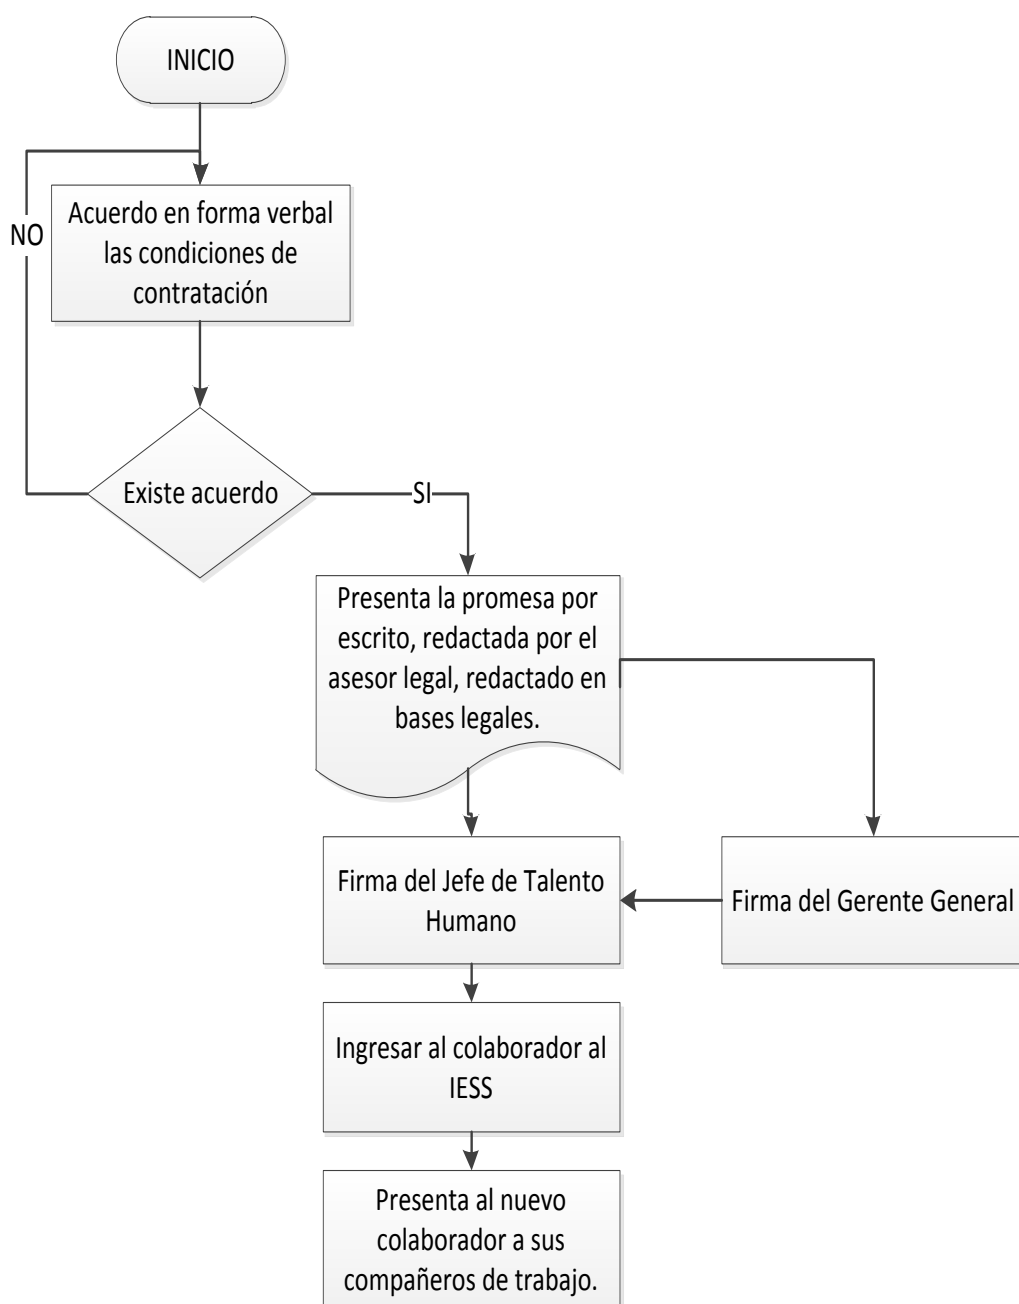 INICIO
Acuerdo en forma verbal
las condiciones de
contratación
NO
Existe acuerdo
SI
Presenta la promesa por
escrito, redactada por el
asesor legal, redactado en
bases legales.
Firma del Jefe de Talento
Humano
Firma del Gerente General
Ingresar al colaborador al
IESS
Presenta al nuevo
colaborador a sus
compañeros de trabajo.